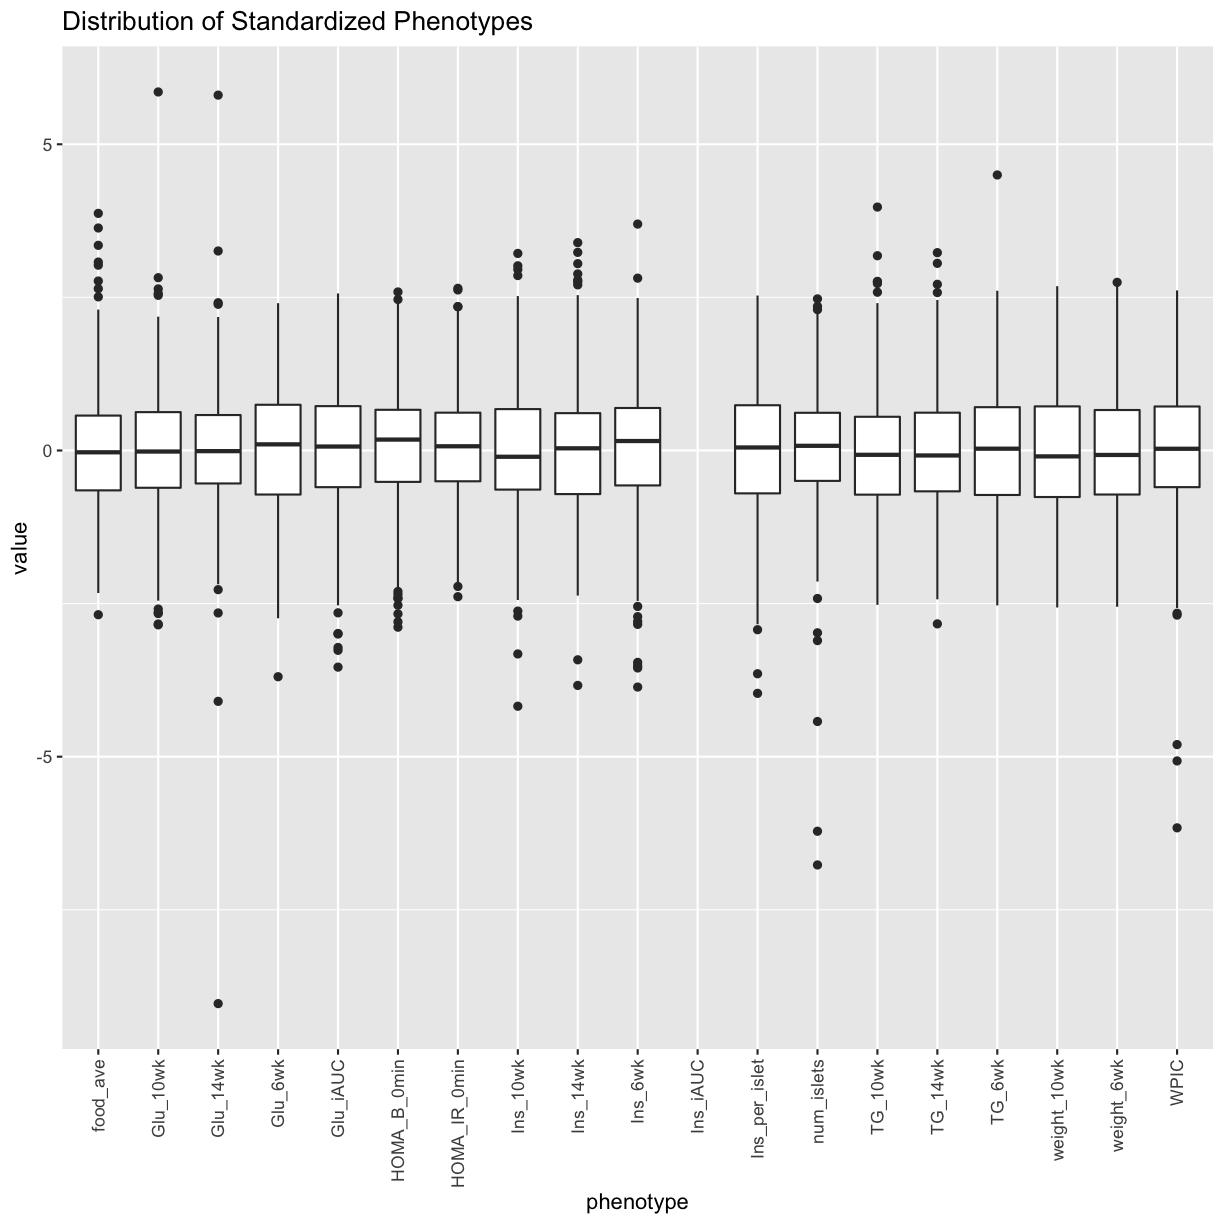 Distribution of Standardized Phenotypes
value
5
0
-5
food_ave
Glu_10wk
Glu_14wk
Glu_6wk
Glu_iAUC
HOMA_B_0min
HOMA_IR_0min
Ins_10wk
Ins_14wk
Ins_6wk
Ins_iAUC
Ins_per_islet
num_islets
TG_10wk
TG_14wk
TG_6wk
weight_10wk
weight_6wk
WPIC
phenotype